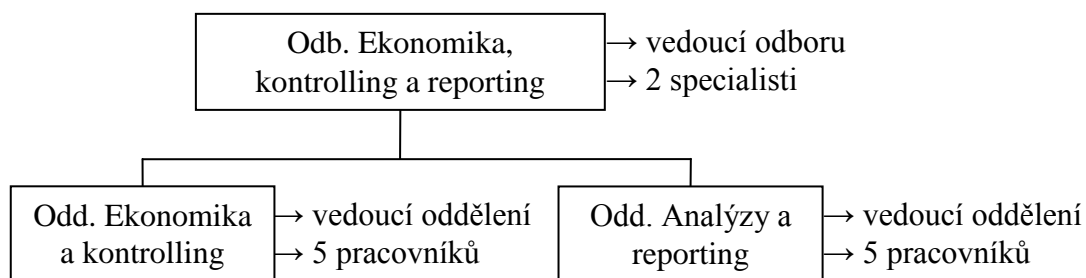 Odb. Ekonomika,
kontrolling a reporting
→ vedoucí odboru
→ 2 specialisti
Odd. Ekonomika
a kontrolling
→ vedoucí oddělení
→ 5 pracovníků
Odd. Analýzy a
reporting
→ vedoucí oddělení
→ 5 pracovníků